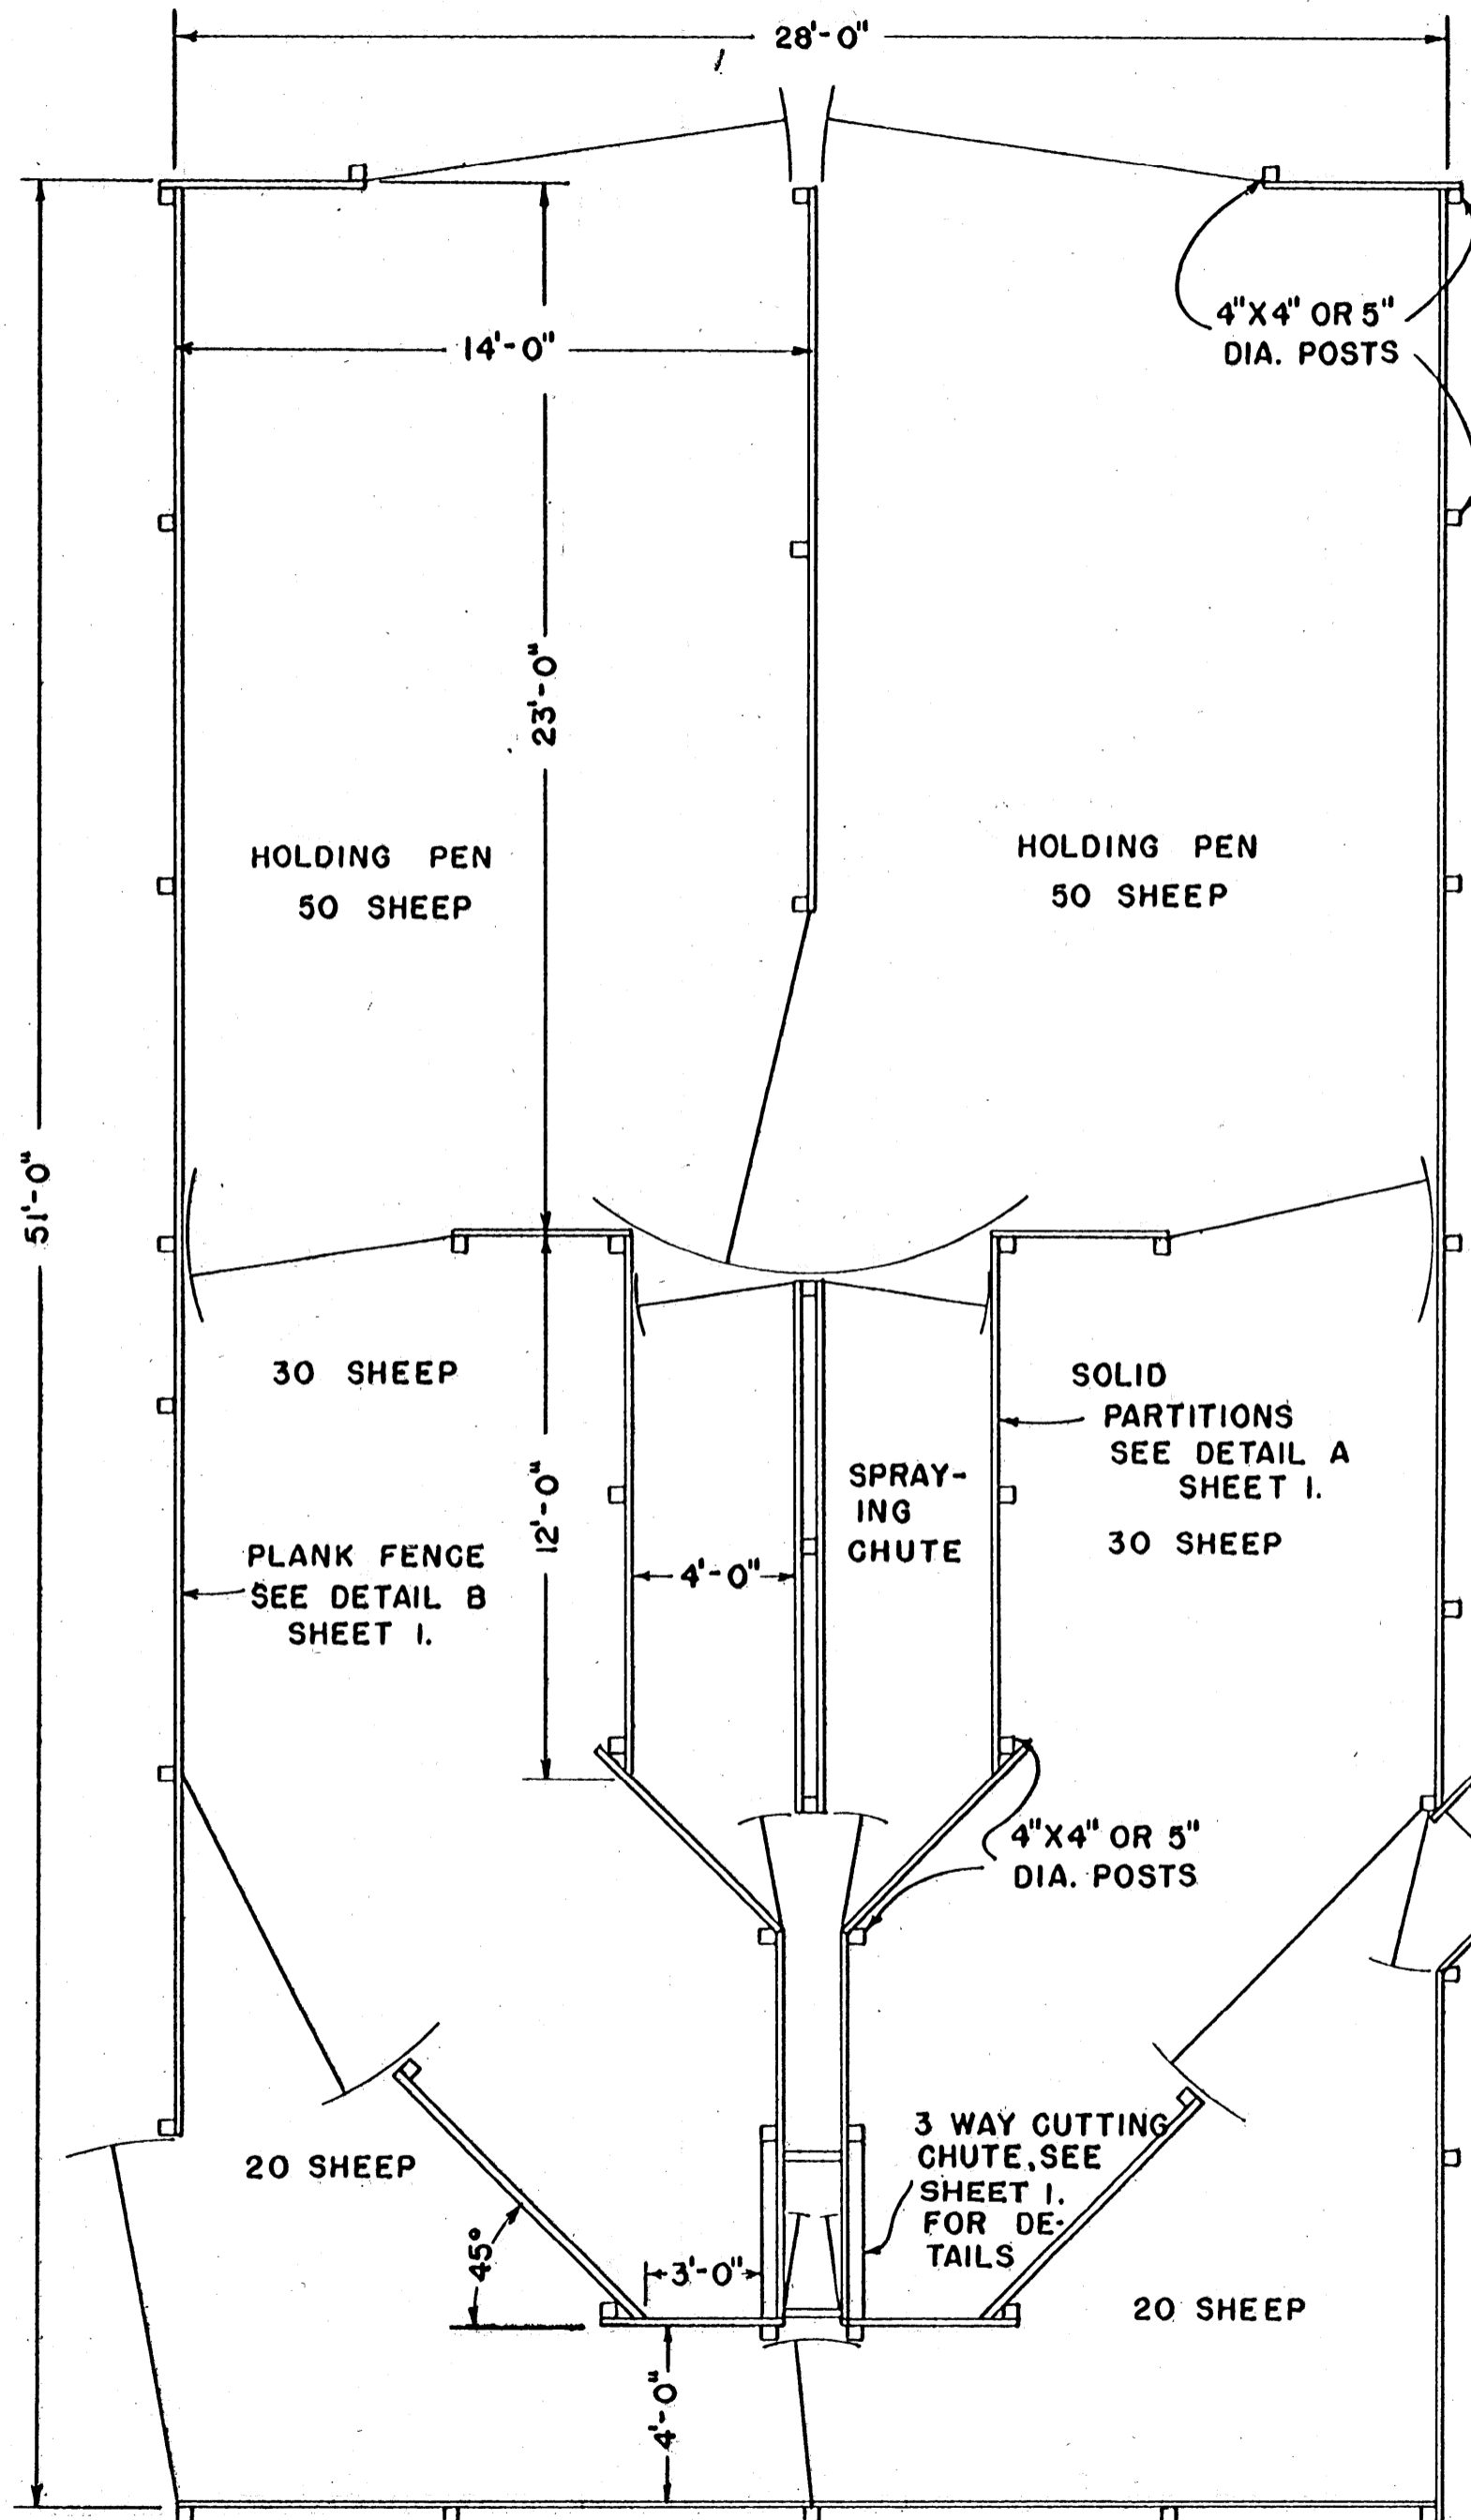 28'-0"
4"X4" OR 5"
DIA. POSTS
14'-0"
23'-0"
HOLDING PEN
50 SHEEP
HOLDING PEN
50 SHEEP
51'-0"
30 SHEEP
SOLID
PARTITIONS
SEE DETAIL A
SHEET 1.
30 SHEEP
SPRAY-
ING
CHUTE
12'-0"
4'-0"
PLANK FENCE
SEE DETAIL B
SHEET 1.
4"X4" OR 5"
DIA. POSTS
3 WAY CUTTING
CHUTE, SEE
SHEET 1.
FOR DE-
TAILS
20 SHEEP
45°
3'-0"
20 SHEEP
4'-0"